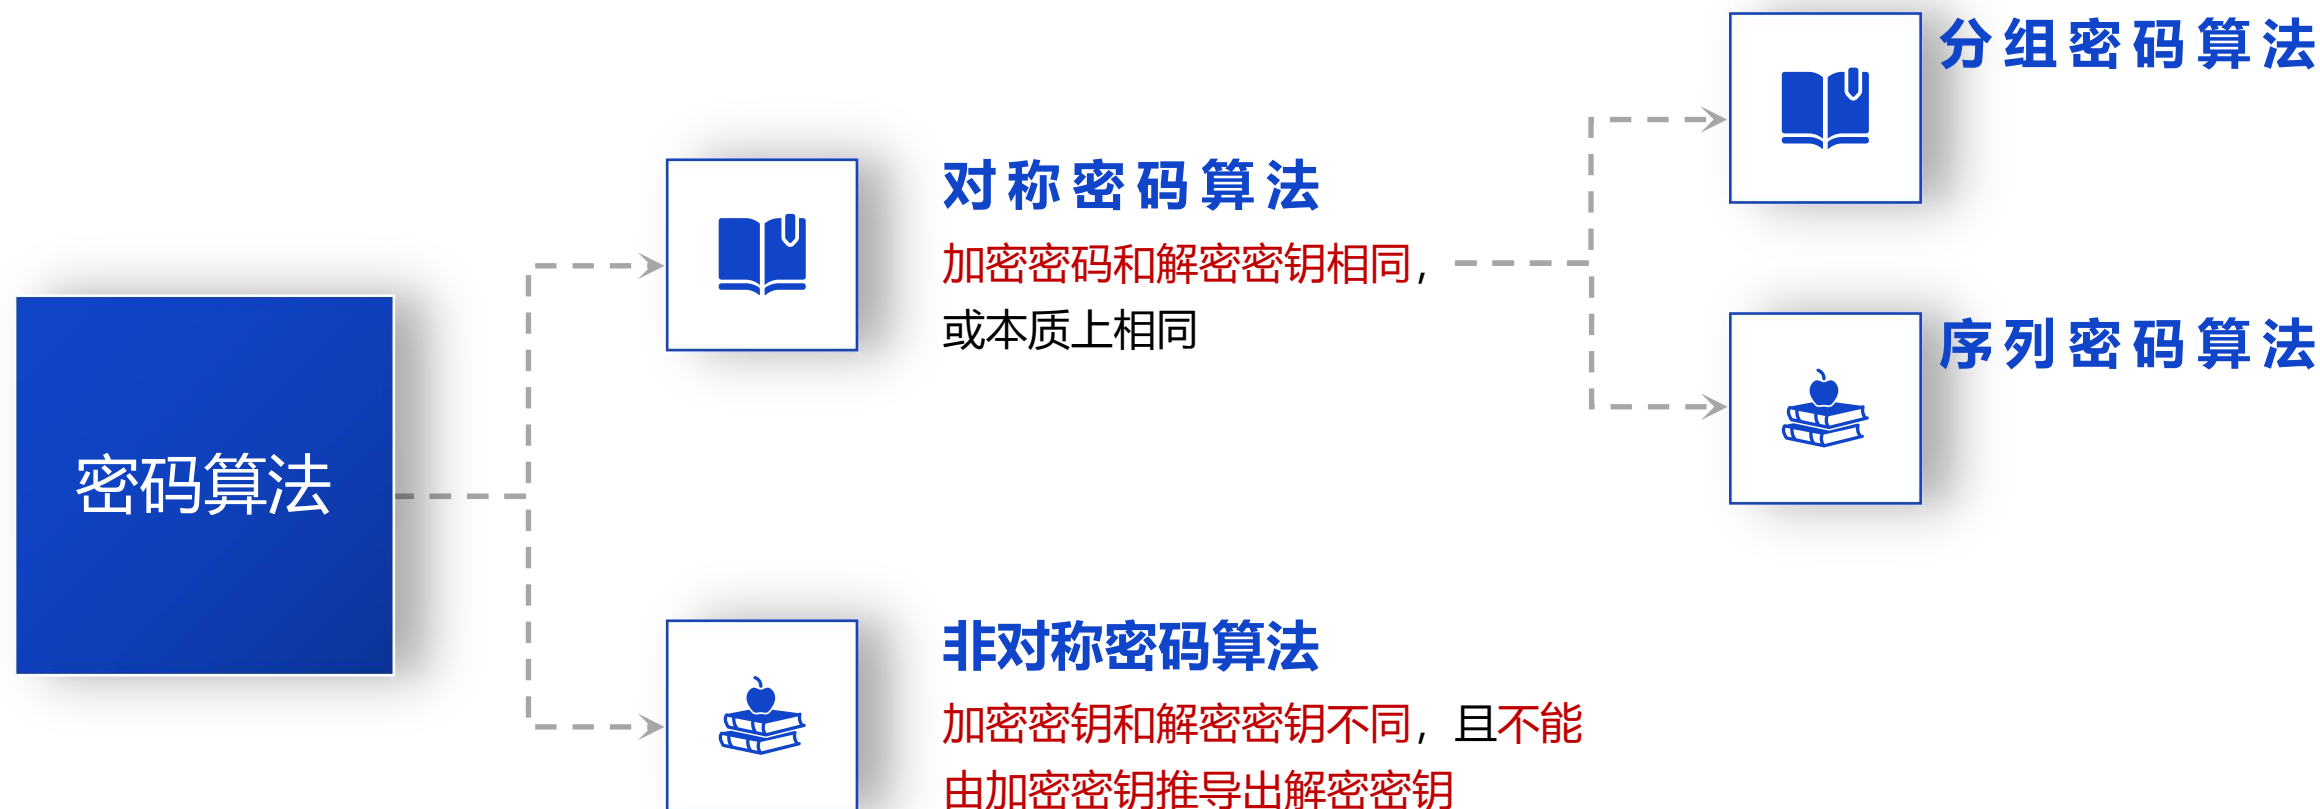 密码算法
对称密码算法
加密密码和解密密钥相同，
或本质上相同
分组密码算法
序列密码算法
非对称密码算法
加密密钥和解密密钥不同，且不能
由加密密钥推导出解密密钥